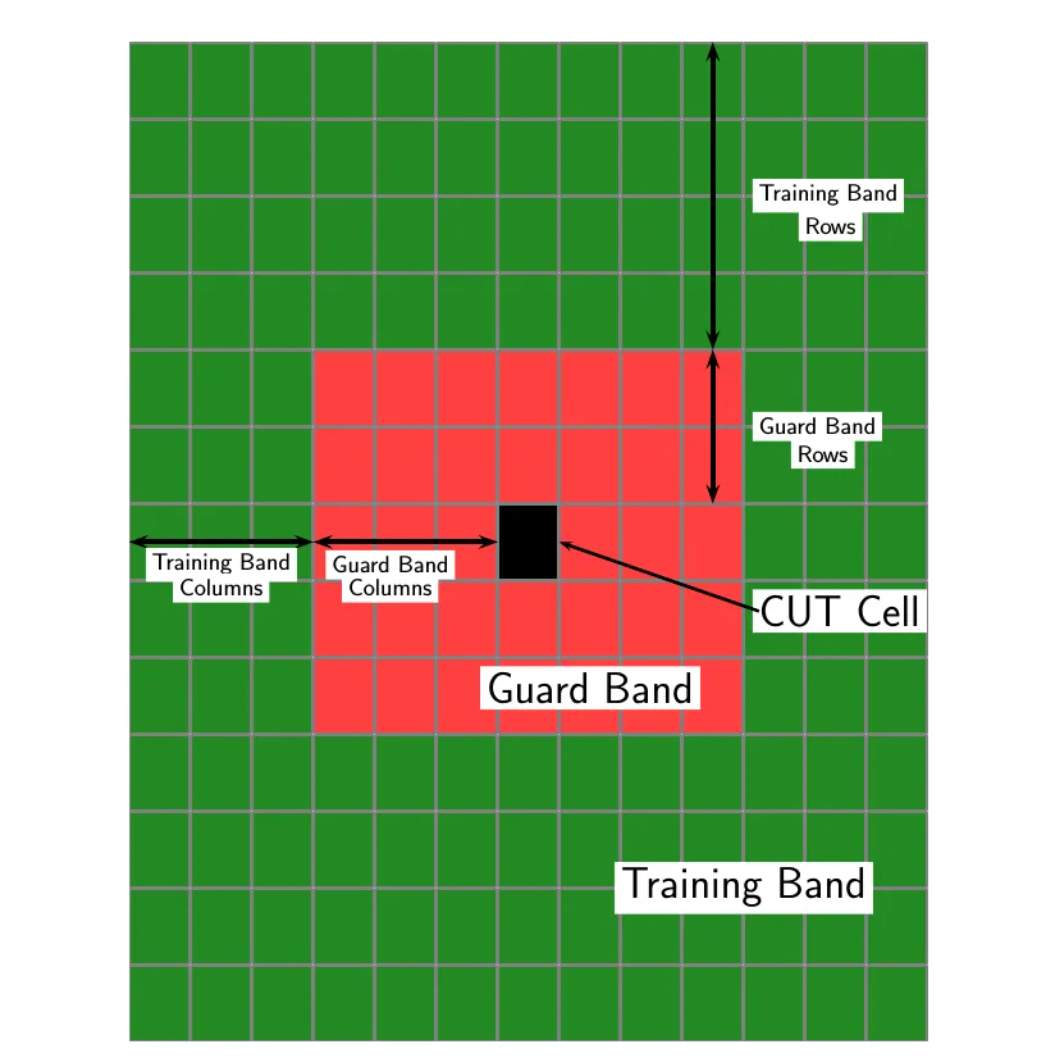 Training Band
Rows
Guard Band
Rows
Training Band
Columns
Guard Band
Columns
CUT Cell
Guard Band
Training Band